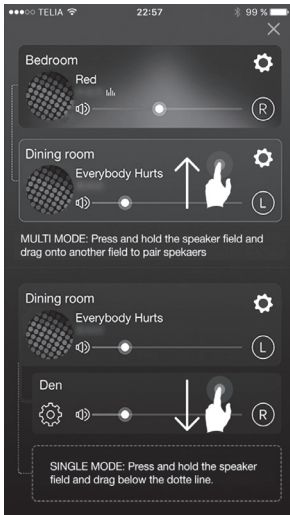 TELIA 22:57 99 %
Bedroom
Red
R
Dining room
Everybody Hurts
L
MULTI MODE: Press and hold the speaker field and
drag onto another field to pair spekaers
Dining room
Everybody Hurts
L
Den
R
SINGLE MODE: Press and hold the speaker
field and drag below the dotte line.